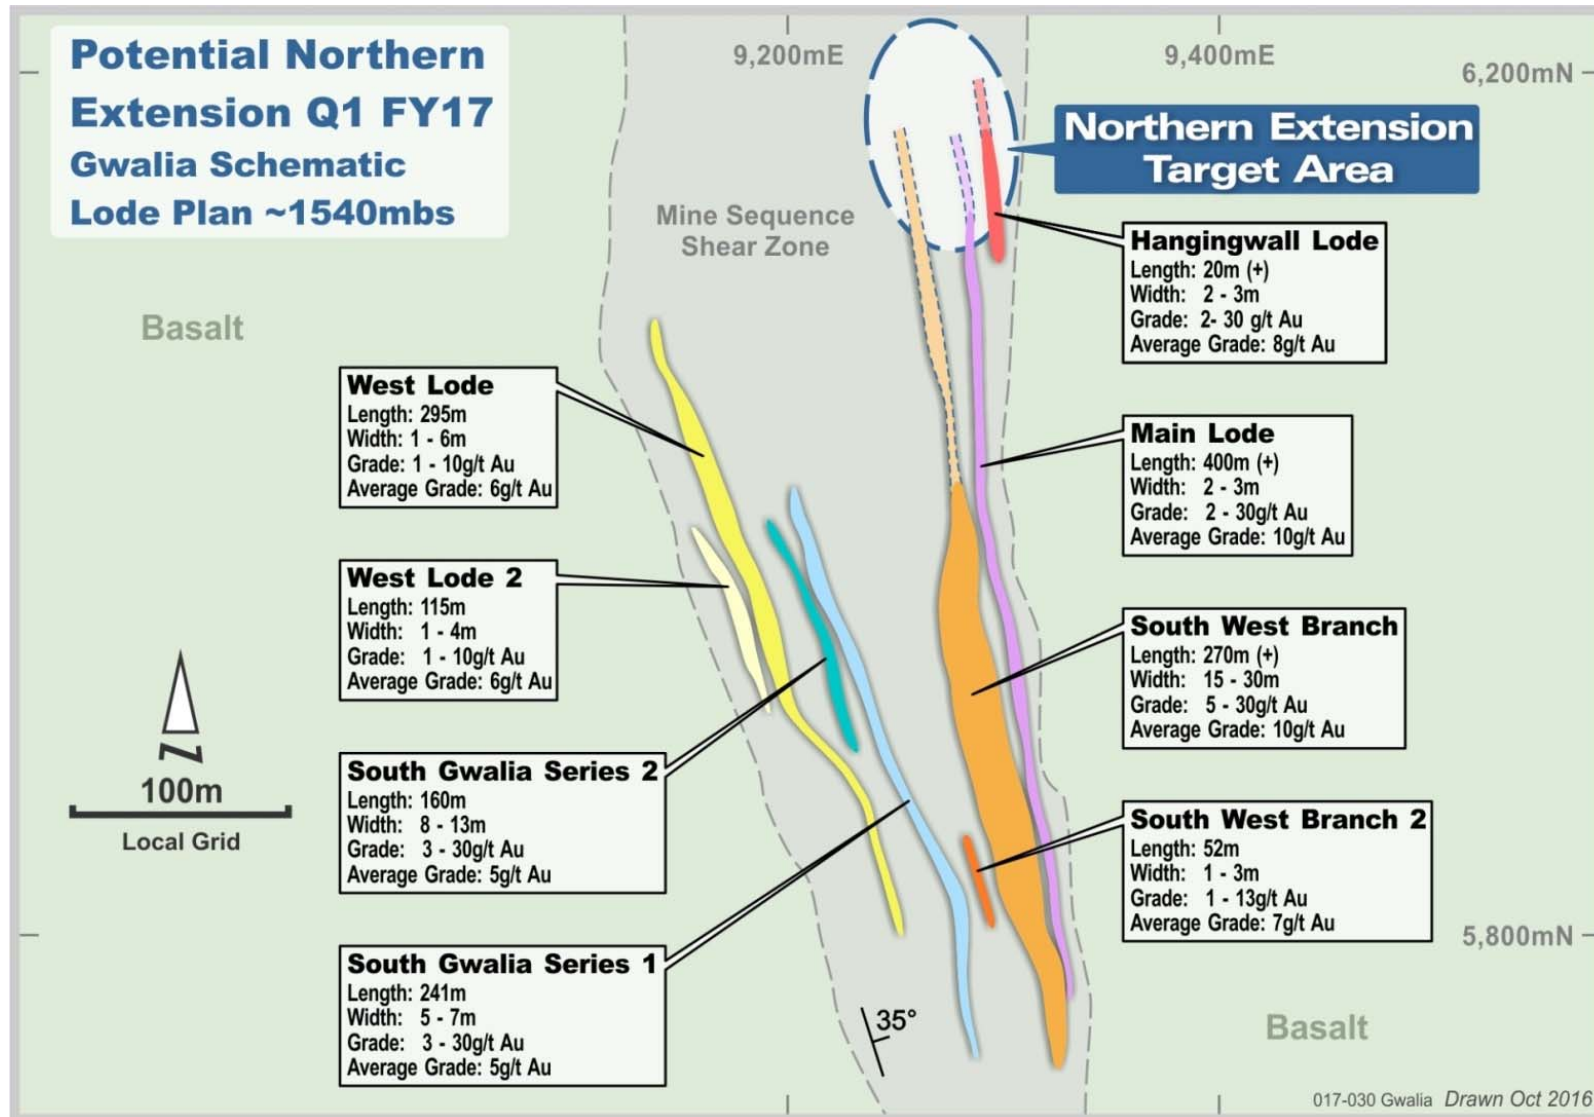 Potential Northern
Extension Q1 FY17
Gwalia Schematic
Lode Plan ~1540mbs
9,200mE
9,400mE
6,200mN
Northern Extension
Target Area
Mine Sequence
Shear Zone
Basalt
Hangingwall Lode
Length: 20m (+)
Width: 2 - 3m
Grade: 2- 30 g/t Au
Average Grade: 8g/t Au
West Lode
Length: 295m
Width: 1 - 6m
Grade: 1 - 10g/t Au
Average Grade: 6g/t Au
Main Lode
Length: 400m (+)
Width: 2 - 3m
Grade: 2 - 30g/t Au
Average Grade: 10g/t Au
West Lode 2
Length: 115m
Width: 1 - 4m
Grade: 1 - 10g/t Au
Average Grade: 6g/t Au
South West Branch
Length: 270m (+)
Width: 15 - 30m
Grade: 5 - 30g/t Au
Average Grade: 10g/t Au
South Gwalia Series 2
Length: 160m
Width: 8 - 13m
Grade: 3 - 30g/t Au
Average Grade: 5g/t Au
South West Branch 2
Length: 52m
Width: 1 - 3m
Grade: 1 - 13g/t Au
Average Grade: 7g/t Au
N
100m
Local Grid
5,800mN
South Gwalia Series 1
Length: 241m
Width: 5 - 7m
Grade: 3 - 30g/t Au
Average Grade: 5g/t Au
35°
Basalt
017-030 Gwalia Drawn Oct 2016